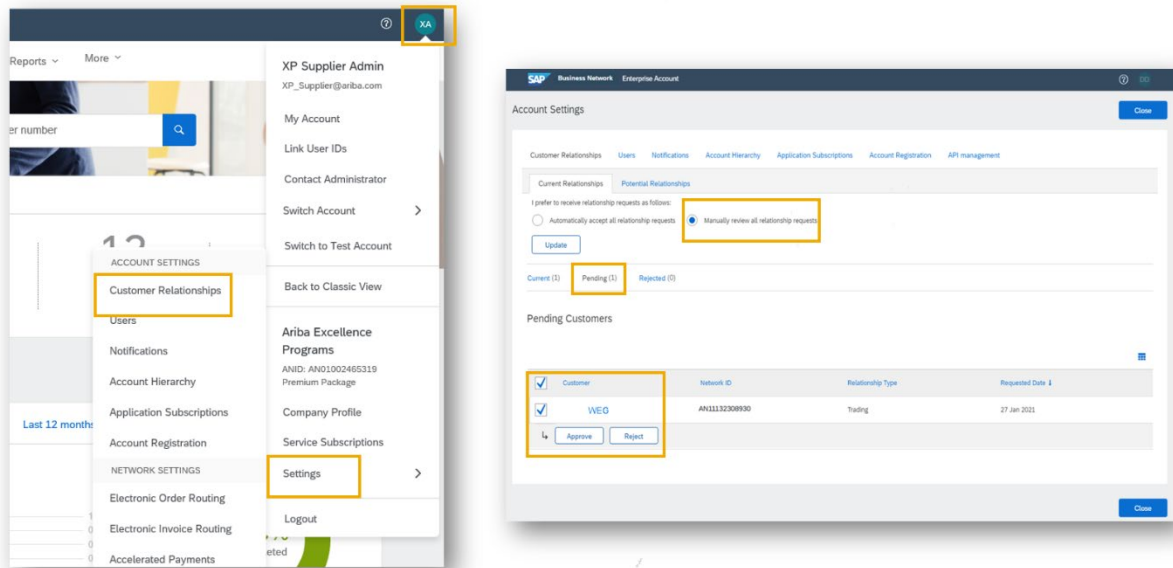 XA
Reports
More
er number
XP Supplier Admin
XP_Supplier@ariba.com
My Account
Link User IDs
Contact Administrator
Switch Account
Switch to Test Account
Back to Classic View
Ariba Excellence
Programs
ANID: AN01002465319
Premium Package
Company Profile
Service Subscriptions
Settings
Logout
ACCOUNT SETTINGS
Customer Relationships
Users
Notifications
Account Hierarchy
Application Subscriptions
Account Registration
NETWORK SETTINGS
Electronic Order Routing
Electronic Invoice Routing
Accelerated Payments
Last 12 months
eted
SAP Business Network Enterprise Account
Account Settings
Close
Customer Relationships Users Notifications Account Hierarchy Application Subscriptions Account Registration API management
Current Relationships Potential Relationships
I prefer to receive relationship requests as follows:
Automatically accept all relationship requests Manually review all relationship requests
Update
Current (1) Pending (1) Rejected (0)
Pending Customers
Customer Network ID Relationship Type Requested Date
WEG AN11132308930 Trading 27 Jan 2021
Approve Reject
Close